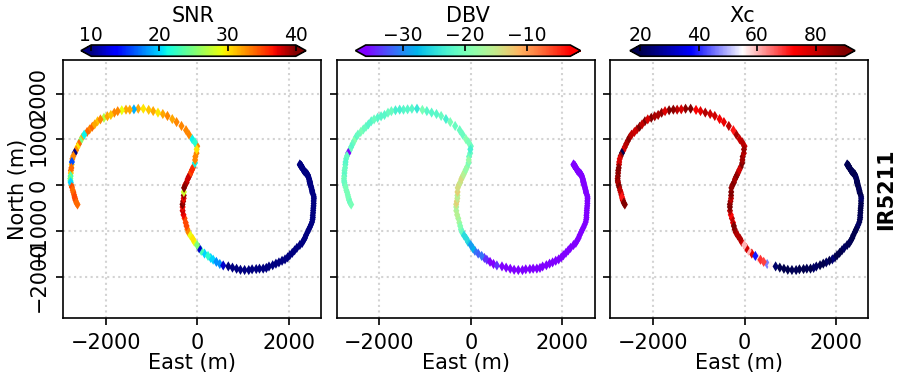 SNR DBV Xc
10 20 30 40 −30 −20 −10 20 40 60 80
North (m)
2000
1000
0
−1000
−2000
IR5211
−2000 0 2000 −2000 0 2000 −2000 0 2000
East (m) East (m) East (m)